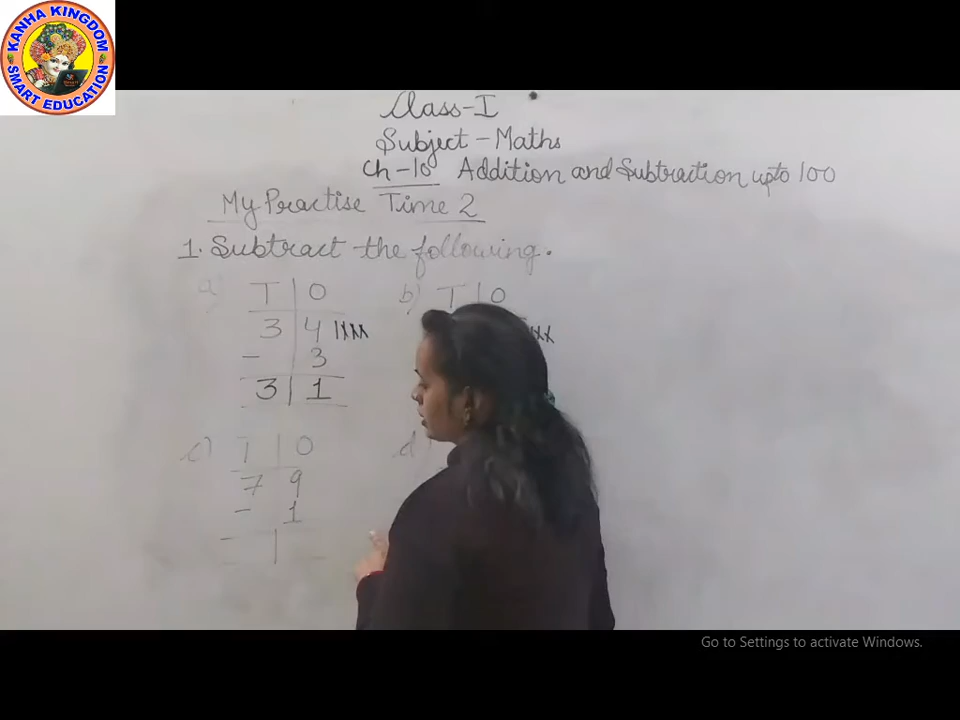 KANHA KINGDOM
SMART EDUCATION
Class-I
Subject - Maths
Ch-10 Addition and Subtraction upto 100
My Practise Time 2
1. Subtract the following.
a) T | O
3 4
- 3
3 | 1
b) T | O
c) T | O
7 9
- 1
d)
Go to Settings to activate Windows.